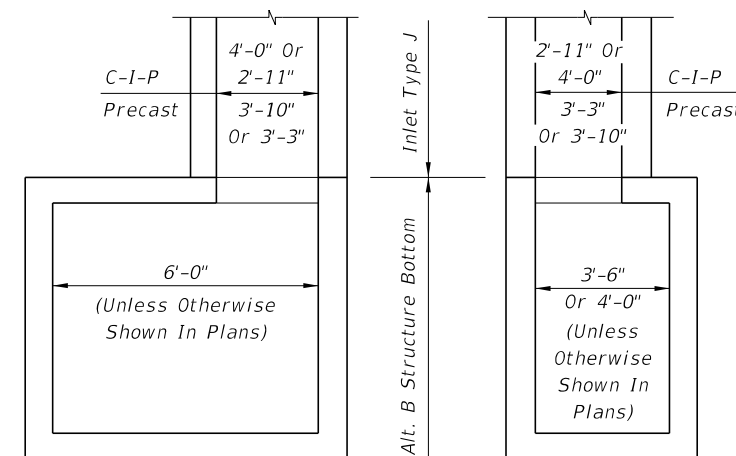 4'-0" Or
2'-11"
C-I-P
Precast
3'-10"
Or 3'-3"
6'-0"
(Unless Otherwise
Shown In Plans)
Inlet Type J
Alt. B Structure Bottom
2'-11" Or
4'-0"
C-I-P
Precast
3'-3"
Or 3'-10"
3'-6"
Or 4'-0"
(Unless
Otherwise
Shown In
Plans)